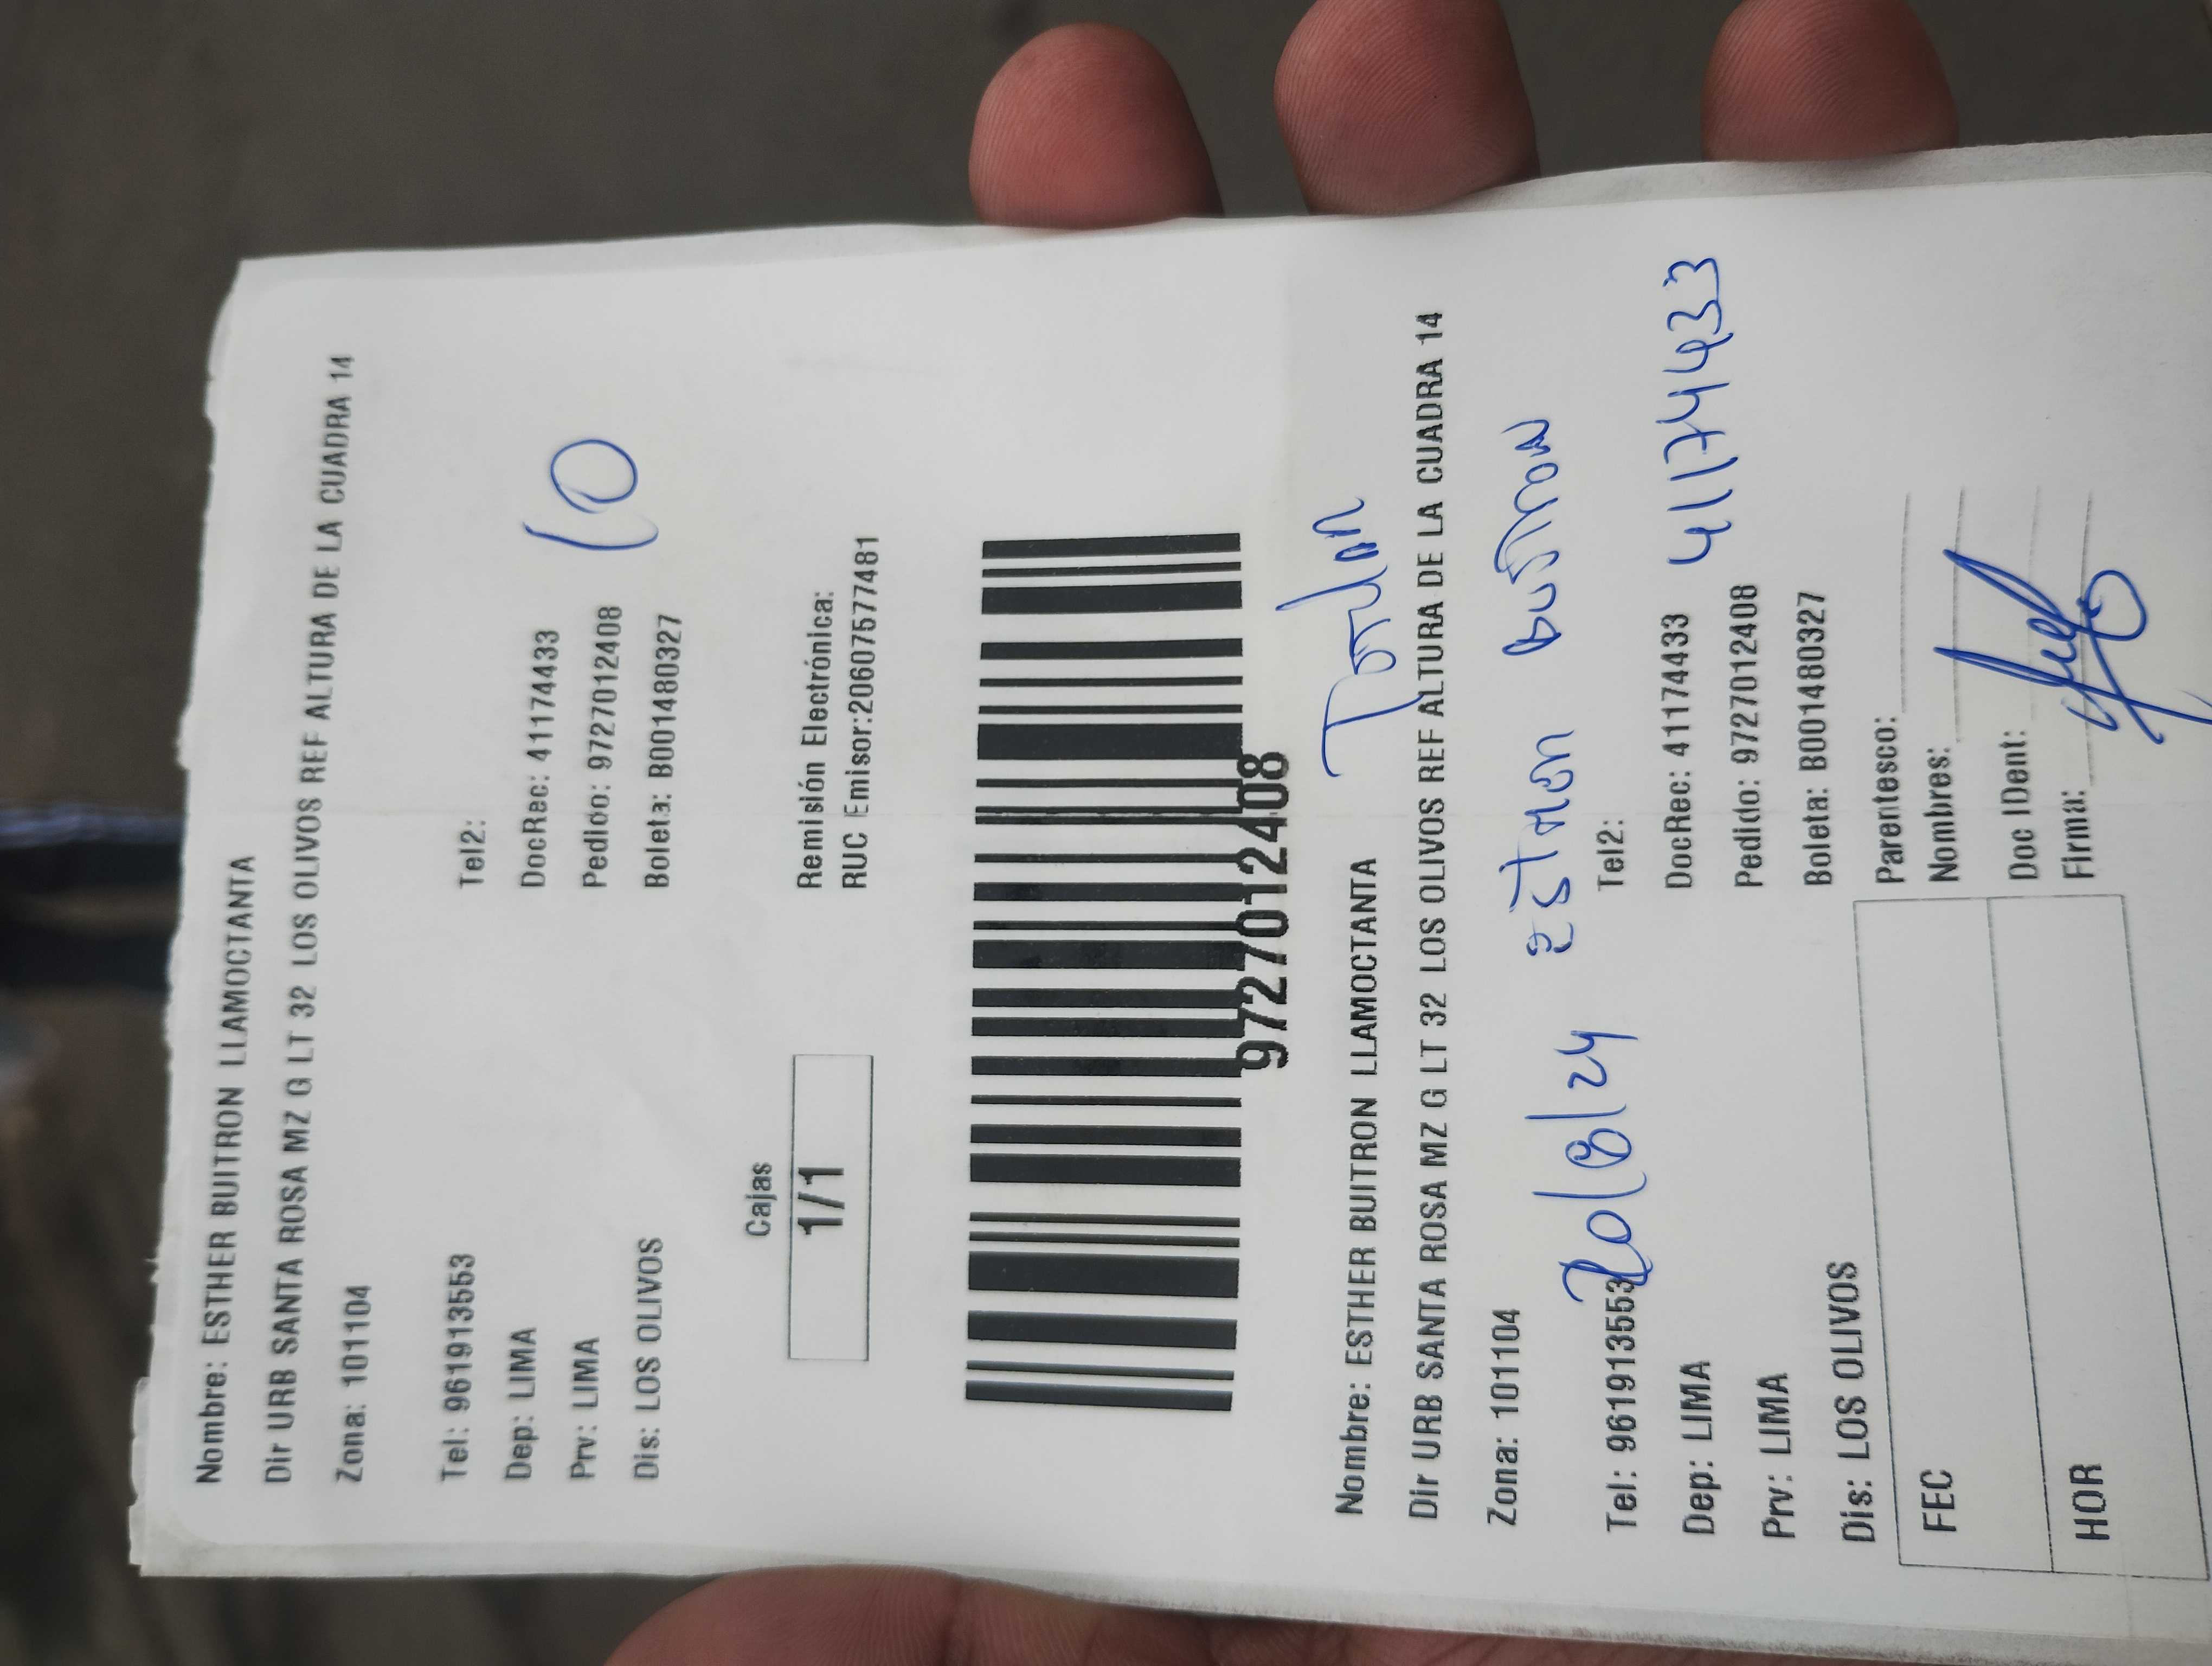 Nombre: ESTHER BUITRON LLAMOCTANTA
Dir URB SANTA ROSA MZ G LT 32 LOS OLIVOS REF ALTURA DE LA CUADRA 14
Zona: 101104
Tel: 961913553 Tel2:
Dep: LIMA DocRec: 41174433
Prv: LIMA Pedido: 9727012408
Dis: LOS OLIVOS Boleta: B001480327
10
Cajas
1/1
Remisión Electrónica:
RUC Emisor:20607577481
9727012408
Nombre: ESTHER BUITRON LLAMOCTANTA
Dir URB SANTA ROSA MZ G LT 32 LOS OLIVOS REF ALTURA DE LA CUADRA 14
Zona: 101104
20/8/24
Tel: 961913553 Tel2:
Dep: LIMA DocRec: 41174433 41174433
Prv: LIMA Pedido: 9727012408
Dis: LOS OLIVOS Boleta: B001480327
FEC
HOR
Parentesco:
Nombres:
Doc IDent:
Firma: